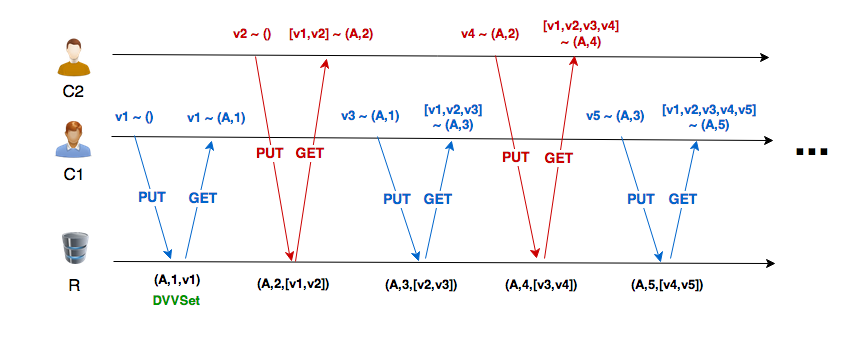 v2 ~ ()
[v1,v2] ~ (A,2)
v4 ~ (A,2)
[v1,v2,v3,v4]
~ (A,4)
C2
v1 ~ ()
v1 ~ (A,1)
v3 ~ (A,1)
[v1,v2,v3]
~ (A,3)
v5 ~ (A,3)
[v1,v2,v3,v4,v5]
~ (A,5)
C1
...
PUT GET
PUT GET
PUT GET
PUT GET
PUT GET
R
(A,1,v1)
DVVSet
(A,2,[v1,v2])
(A,3,[v2,v3])
(A,4,[v3,v4])
(A,5,[v4,v5])